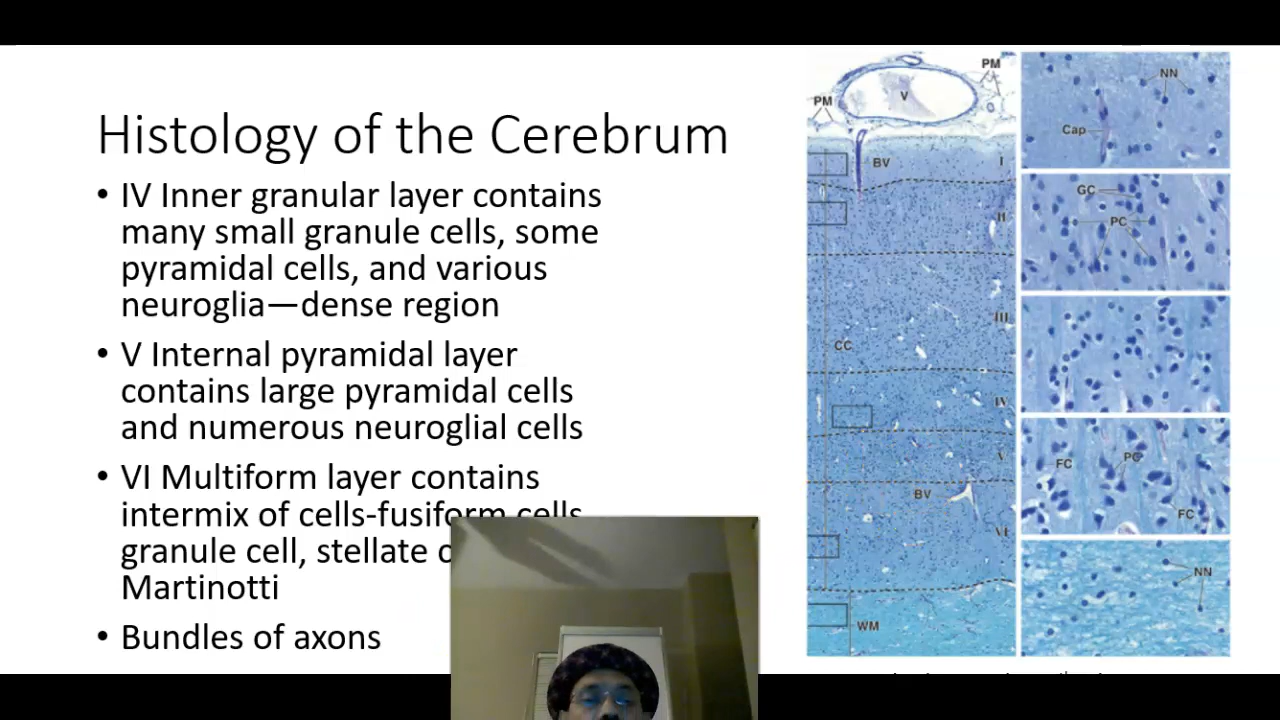 Histology of the Cerebrum
• IV Inner granular layer contains
many small granule cells, some
pyramidal cells, and various
neuroglia—dense region
• V Internal pyramidal layer
contains large pyramidal cells
and numerous neuroglial cells
• VI Multiform layer contains
intermix of cells-fusiform cells
granule cell, stellate
Martinotti
• Bundles of axons
PM
V
PM
BV
I
II
III
CC
IV
V
BV
VI
WM
NN
Cap
GC
PC
FC
PC
FC
NN